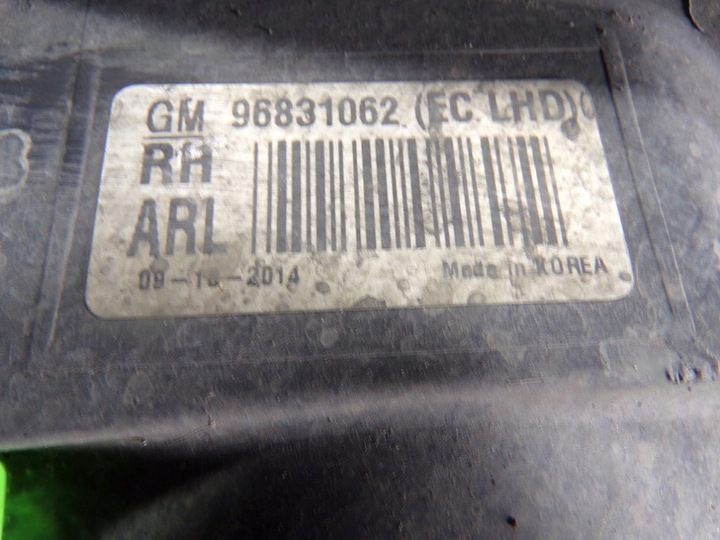 GM 96831062 (EC LHD)
RH
ARL
Made in KOREA